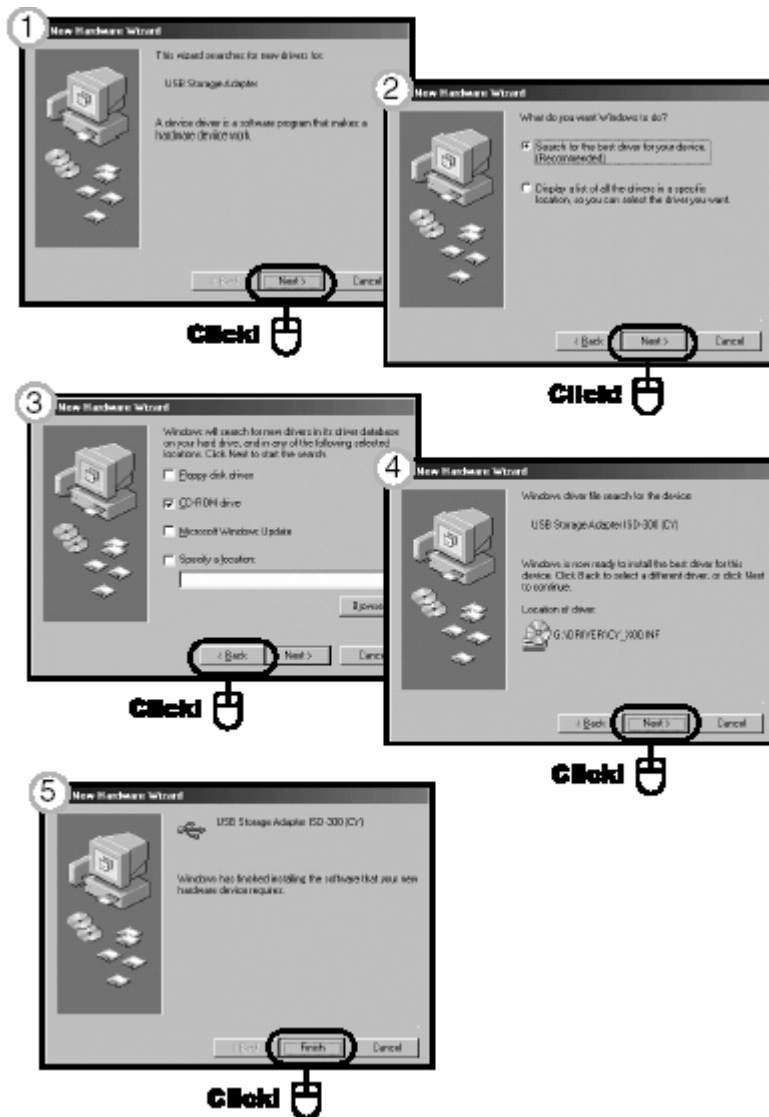 1
New Hardware Wizard
This wizard searches for new drivers for:
USB Storage Adapter
A device driver is a software program that makes a
hardware device work.
< Back Next > Cancel
Click!
2
New Hardware Wizard
What do you want Windows to do?
Search for the best driver for your device.
(Recommended)
Display a list of all the drivers in a specific
location, so you can select the driver you want.
< Back Next > Cancel
Click!
3
New Hardware Wizard
Windows will search for new drivers in its driver database
on your hard drive, and in any of the following selected
locations. Click Next to start the search.
Floppy disk drives
CD-ROM drive
Microsoft Windows Update
Specify a location:
Browse
< Back Next > Cance
Click!
4
New Hardware Wizard
Windows driver file search for the device:
USB Storage Adapter ISD-300 (CY)
Windows is now ready to install the best driver for this
device. Click Back to select a different driver, or click Next
to continue.
Location of driver:
G:\DRIVER\CY_X00.INF
< Back Next > Cancel
Click!
5
New Hardware Wizard
USB Storage Adapter ISD-300 (CY)
Windows has finished installing the software that your new
hardware device requires.
< Back Finish Cancel
Click!